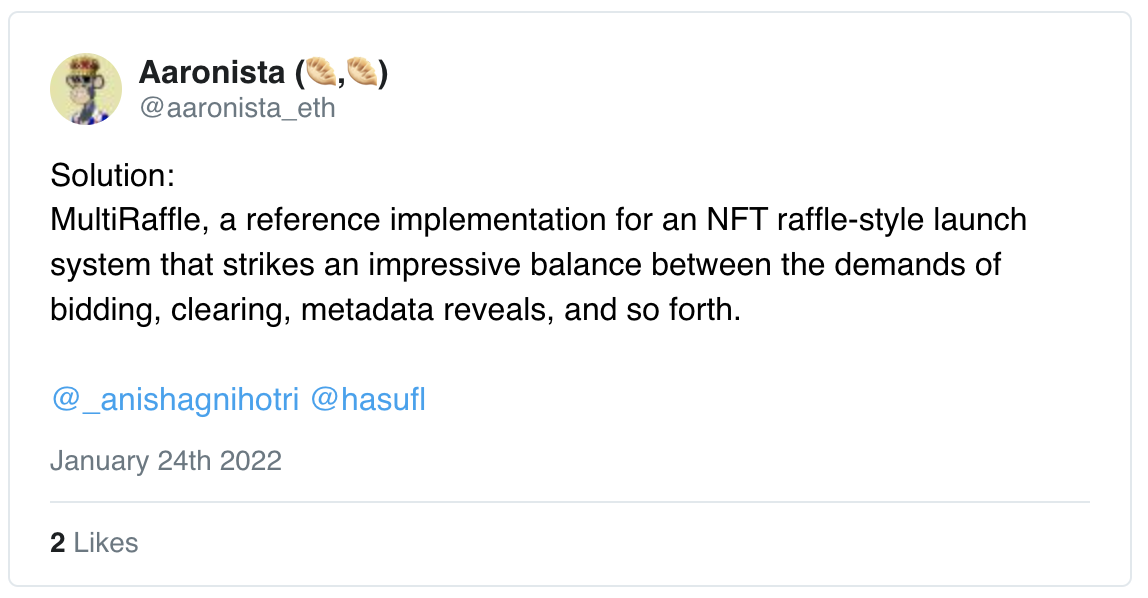 Aaronista (🥟,🥟)
@aaronista_eth
Solution:
MultiRaffle, a reference implementation for an NFT raffle-style launch
system that strikes an impressive balance between the demands of
bidding, clearing, metadata reveals, and so forth.
@_anishagnihotri @hasufl
January 24th 2022
2 Likes